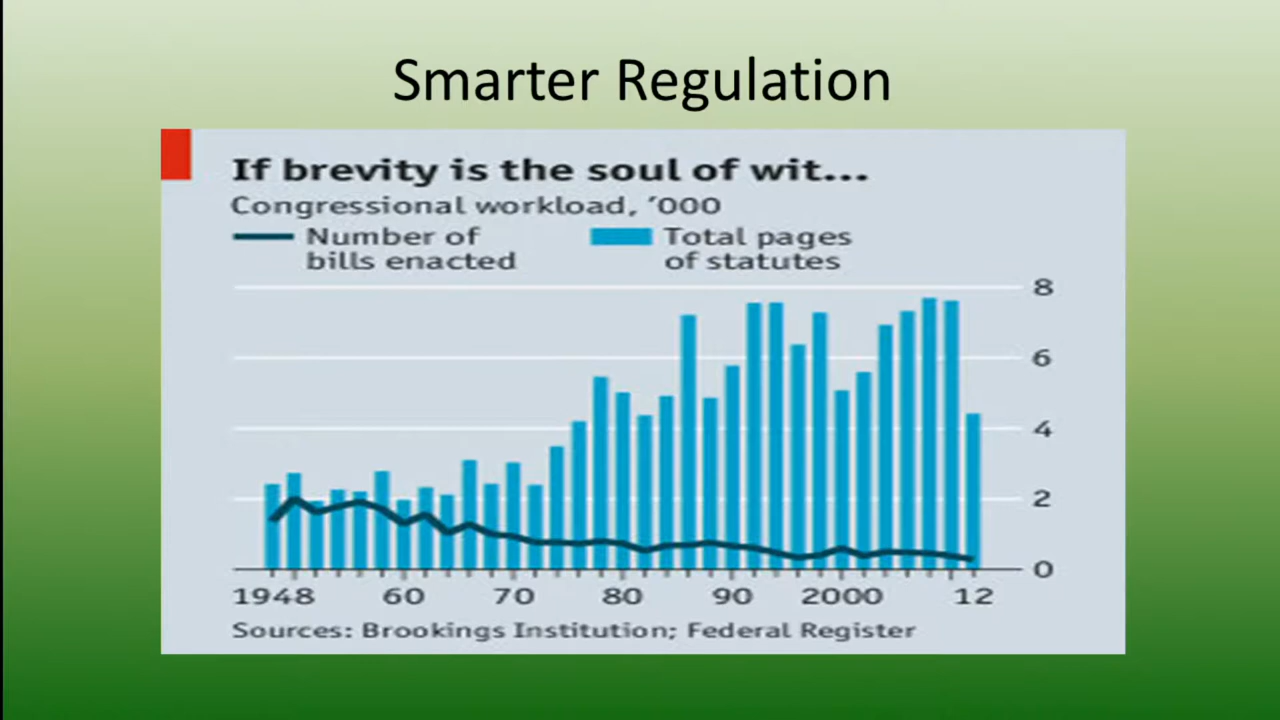 Smarter Regulation
If brevity is the soul of wit...
Congressional workload, ’000
Number of
bills enacted
Total pages
of statutes
8
6
4
2
0
1948 60 70 80 90 2000 12
Sources: Brookings Institution; Federal Register